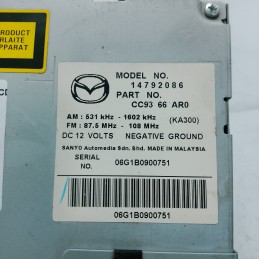 PRODUCT
ERLAITE
APPARAT
CD
MODEL NO.
14792086
PART NO.
CC93 66 AR0
AM : 531 kHz - 1602 kHz
(KA300)
FM : 87.5 MHz - 108 MHz
DC 12 VOLTS NEGATIVE GROUND
SANYO Automedia Sdn. Bhd. MADE IN MALAYSIA
SERIAL
NO.
06G1B0900751
06G1B0900751